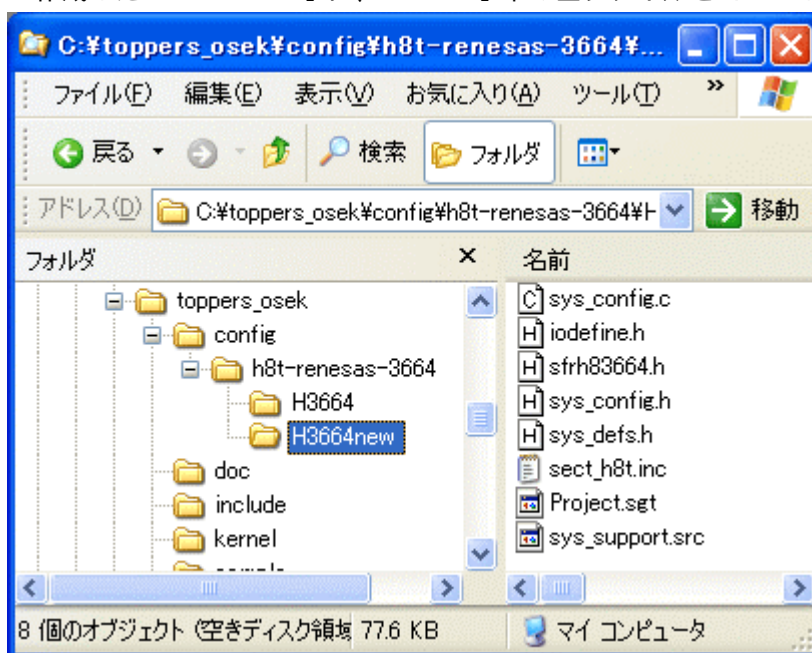 C:¥toppers_osek¥config¥h8t-renesas-3664¥...
ファイル(F) 編集(E) 表示(V) お気に入り(A) ツール(T) »
戻る 検索 フォルダ
アドレス(D) C:¥toppers_osek¥config¥h8t-renesas-3664¥H 移動
フォルダ × 名前
toppers_osek
config
h8t-renesas-3664
H3664
H3664new
doc
include
kernel
sys_config.c
iodefine.h
sfrh83664.h
sys_config.h
sys_defs.h
sect_h8t.inc
Project.sgt
sys_support.src
8 個のオブジェクト (空きディスク領域 77.6 KB マイ コンピュータ